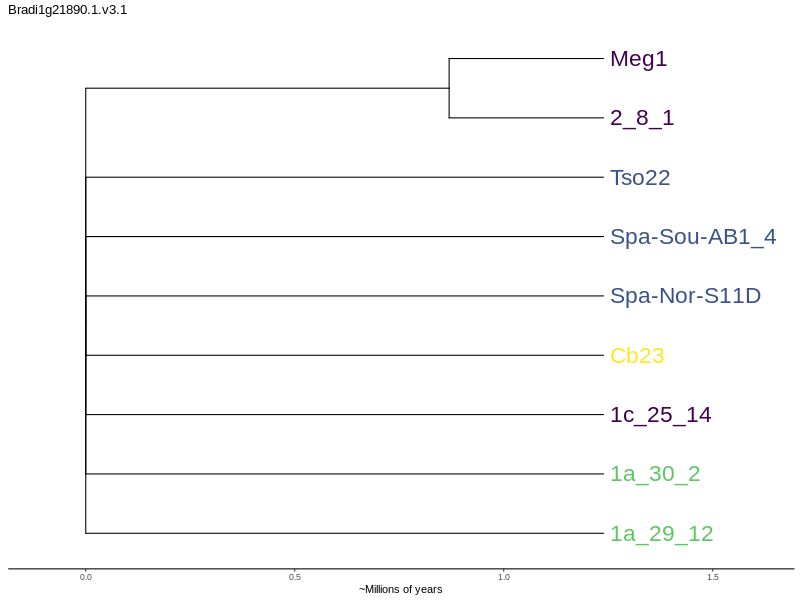 Bradi1g21890.1.v3.1
Meg1
2_8_1
Tso22
Spa-Sou-AB1_4
Spa-Nor-S11D
Cb23
1c_25_14
1a_30_2
1a_29_12
0.0 0.5 1.0 1.5
~Millions of years